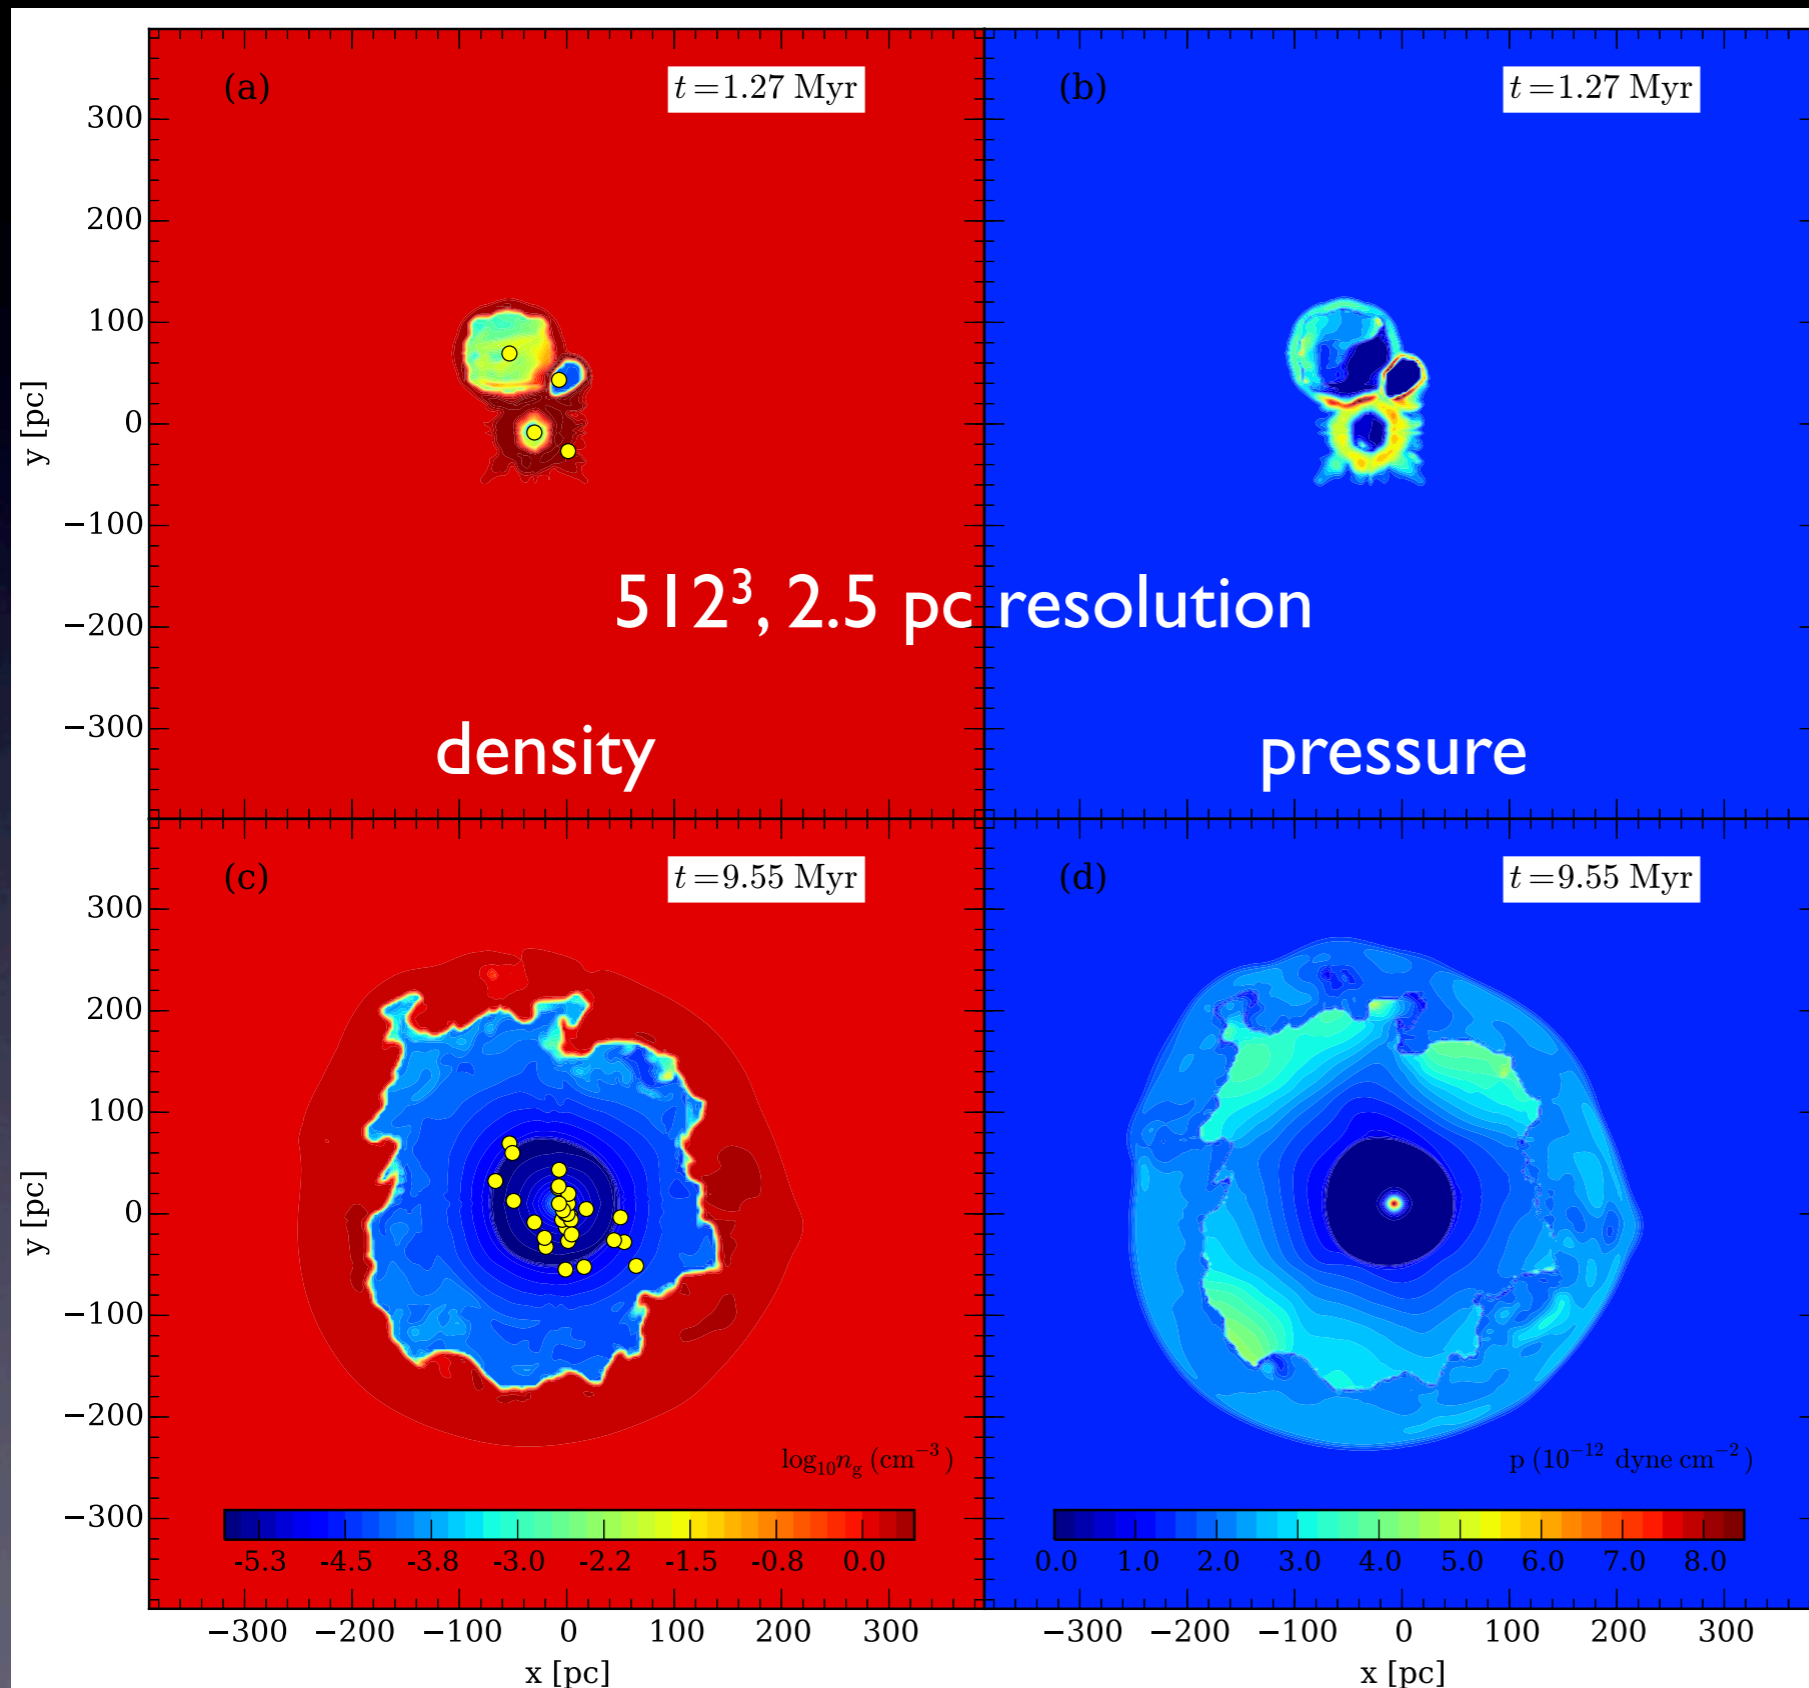 (a)
t=1.27 Myr
(b)
t=1.27 Myr
300
200
100
0
−100
−200
−300
y [pc]
512³, 2.5 pc resolution
density
pressure
(c)
t=9.55 Myr
(d)
t=9.55 Myr
300
200
100
0
−100
−200
−300
y [pc]
log₁₀n_g (cm⁻³)
p (10⁻¹² dyne cm⁻²)
-5.3 -4.5 -3.8 -3.0 -2.2 -1.5 -0.8 0.0
0.0 1.0 2.0 3.0 4.0 5.0 6.0 7.0 8.0
−300 −200 −100 0 100 200 300
−300 −200 −100 0 100 200 300
x [pc]
x [pc]